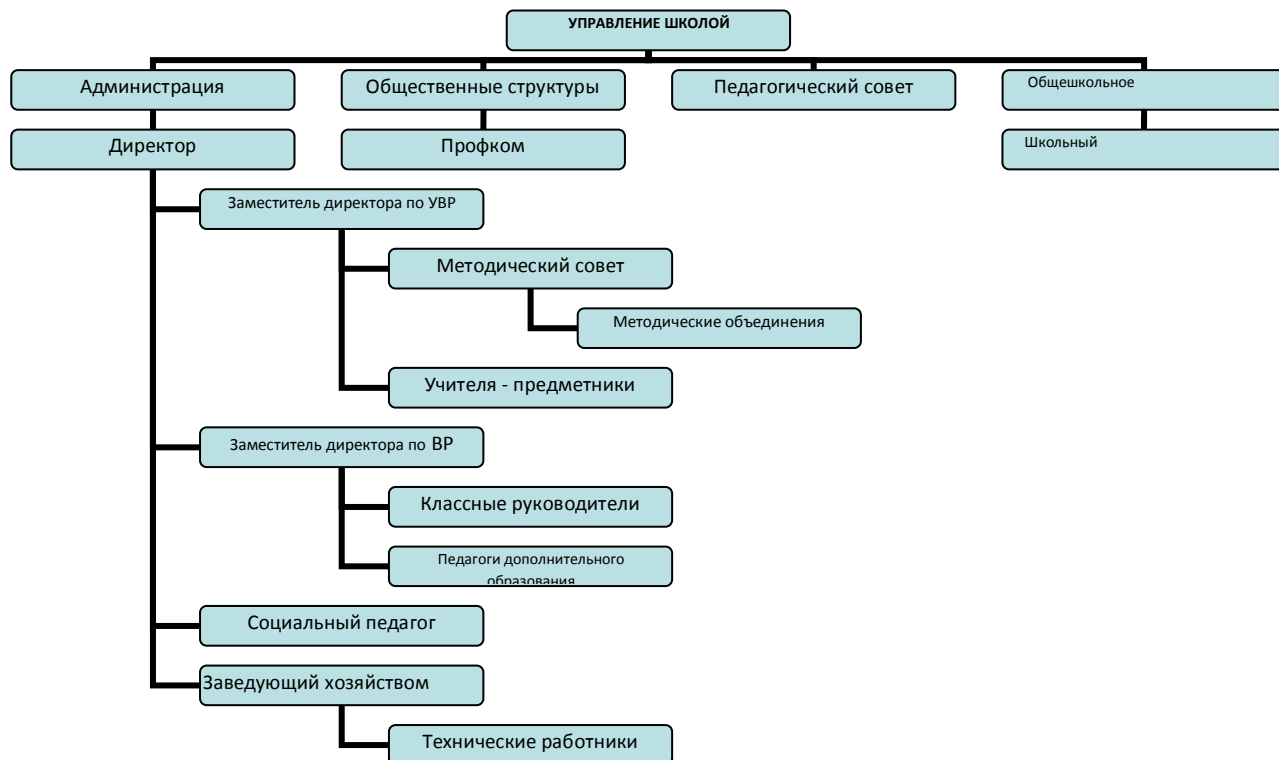 УПРАВЛЕНИЕ ШКОЛОЙ
Администрация
Общественные структуры
Педагогический совет
Общешкольное
Директор
Профком
Школьный
Заместитель директора по УВР
Методический совет
Методические объединения
Учителя - предметники
Заместитель директора по ВР
Классные руководители
Педагоги дополнительного
образования
Социальный педагог
Заведующий хозяйством
Технические работники